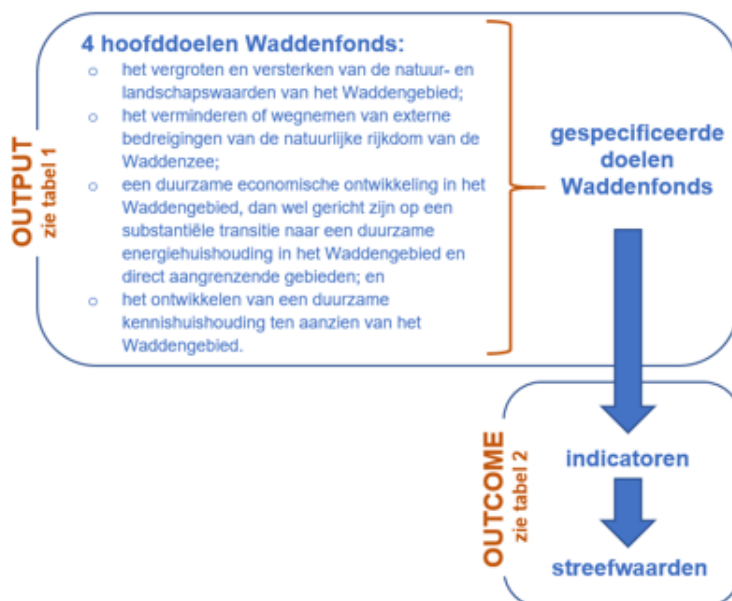 OUTPUT
zie tabel 1
4 hoofddoelen Waddenfonds:
o het vergroten en versterken van de natuur- en
landschapswaarden van het Waddengebied;
o het verminderen of wegnemen van externe
bedreigingen van de natuurlijke rijkdom van de
Waddenzee;
o een duurzame economische ontwikkeling in het
Waddengebied, dan wel gericht zijn op een
substantiële transitie naar een duurzame
energiehuishouding in het Waddengebied en
direct aangrenzende gebieden; en
o het ontwikkelen van een duurzame
kennishuishouding ten aanzien van het
Waddengebied.
gespecificeerde
doelen
Waddenfonds
OUTCOME
zie tabel 2
indicatoren
streefwaarden